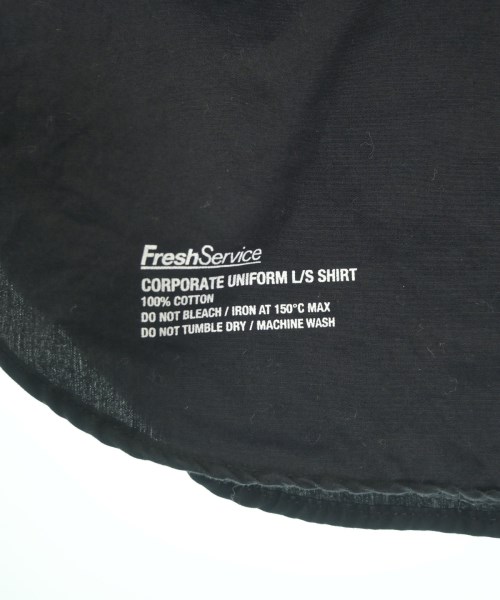 FreshService
CORPORATE UNIFORM L/S SHIRT
100% COTTON
DO NOT BLEACH / IRON AT 150°C MAX
DO NOT TUMBLE DRY / MACHINE WASH